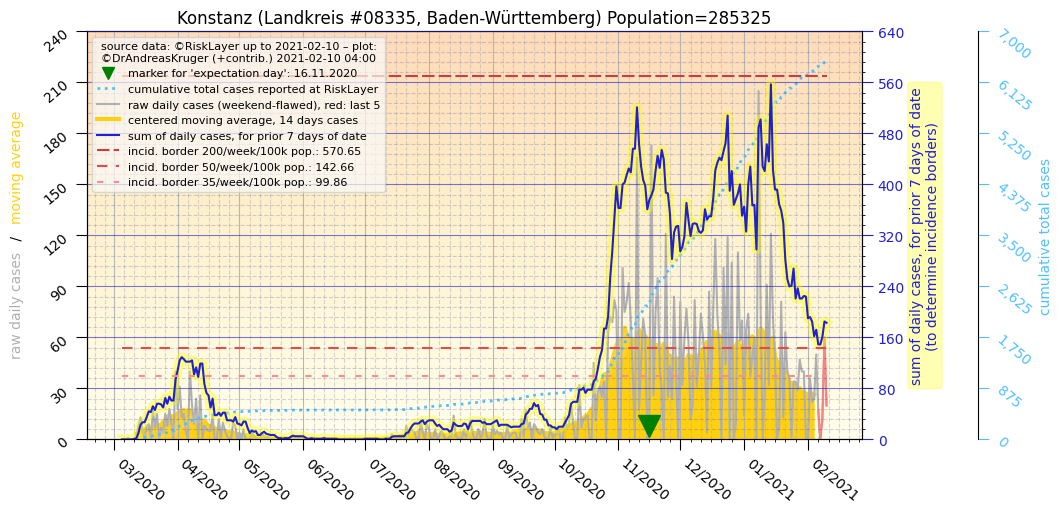 Konstanz (Landkreis #08335, Baden-Württemberg) Population=285325
source data: ©RiskLayer up to 2021-02-10 – plot:
©DrAndreasKruger (+contrib.) 2021-02-10 04:00
marker for 'expectation day': 16.11.2020
cumulative total cases reported at RiskLayer
raw daily cases (weekend-flawed), red: last 5
centered moving average, 14 days cases
sum of daily cases, for prior 7 days of date
incid. border 200/week/100k pop.: 570.65
incid. border 50/week/100k pop.: 142.66
incid. border 35/week/100k pop.: 99.86
raw daily cases / moving average
240
210
180
150
120
90
60
30
0
03/2020
04/2020
05/2020
06/2020
07/2020
08/2020
09/2020
10/2020
11/2020
12/2020
01/2021
02/2021
640
560
480
400
320
240
160
80
0
sum of daily cases, for prior 7 days of date
(to determine incidence borders)
7,000
6,125
5,250
4,375
3,500
2,625
1,750
875
0
cumulative total cases